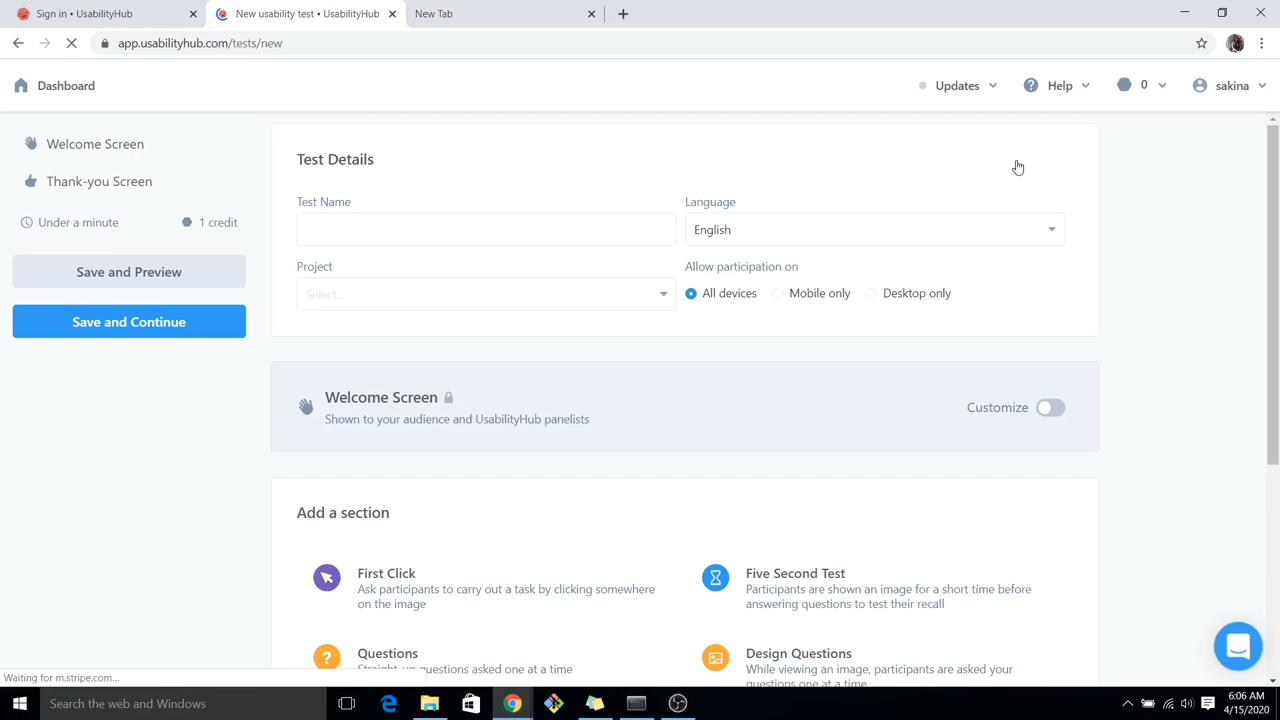 Sign in • UsabilityHub
New usability test • UsabilityHub
New Tab
app.usabilityhub.com/tests/new
Dashboard
Updates
Help
0
sakina
Welcome Screen
Thank-you Screen
Under a minute
1 credit
Save and Preview
Save and Continue
Test Details
Test Name
Language
English
Project
Allow participation on
Select...
All devices
Mobile only
Desktop only
Welcome Screen
Shown to your audience and UsabilityHub panelists
Customize
Add a section
First Click
Ask participants to carry out a task by clicking somewhere
on the image
Five Second Test
Participants are shown an image for a short time before
answering questions to test their recall
Questions
Straight-up questions asked one at a time
Design Questions
While viewing an image, participants are asked your
questions one at a time
Waiting for m.stripe.com...
Search the web and Windows
6:06 AM
4/15/2020